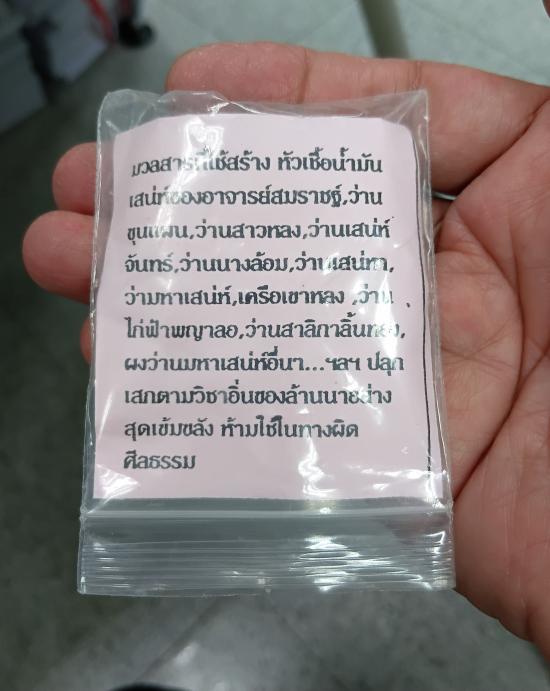 มวลสารที่ใช้สร้าง หัวเชื้อน้ำมัน
เสน่ห์ของอาจารย์สมราชฐ์,ว่าน
ขุนแผน,ว่านสาวหลง,ว่านเสน่ห์
จันทร์,ว่านนางล้อม,ว่านเสน่หา,
ว่ามหาเสน่ห์,เครือเขาหลง ,ว่าน
ไก่ฟ้าพญาลอ,ว่านสาลิกาลิ้นทอง,
ผงว่านมหาเสน่ห์อื่นา...ฯลฯ ปลุก
เสกตามวิชาอิ่นของล้านนาอย่าง
สุดเข้มขลัง ห้ามใช้ในทางผิด
ศีลธรรม